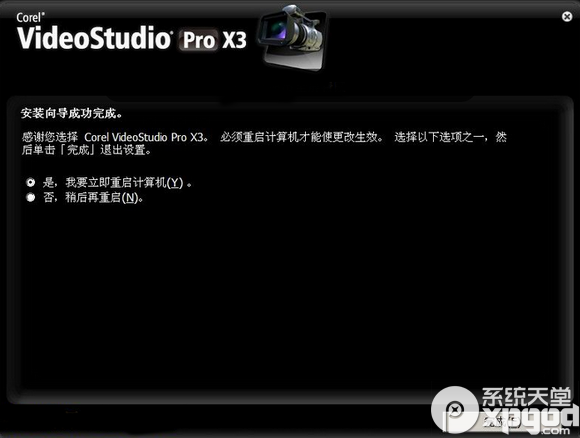 Corel®
VideoStudio® Pro X3
安装向导成功完成。
感谢您选择 Corel VideoStudio Pro X3。 必须重启计算机才能使更改生效。 选择以下选项之一，然
后单击「完成」退出设置。
是，我要立即重启计算机(Y) 。
否，稍后再重启(N)。
系统天堂
xpgod
.com